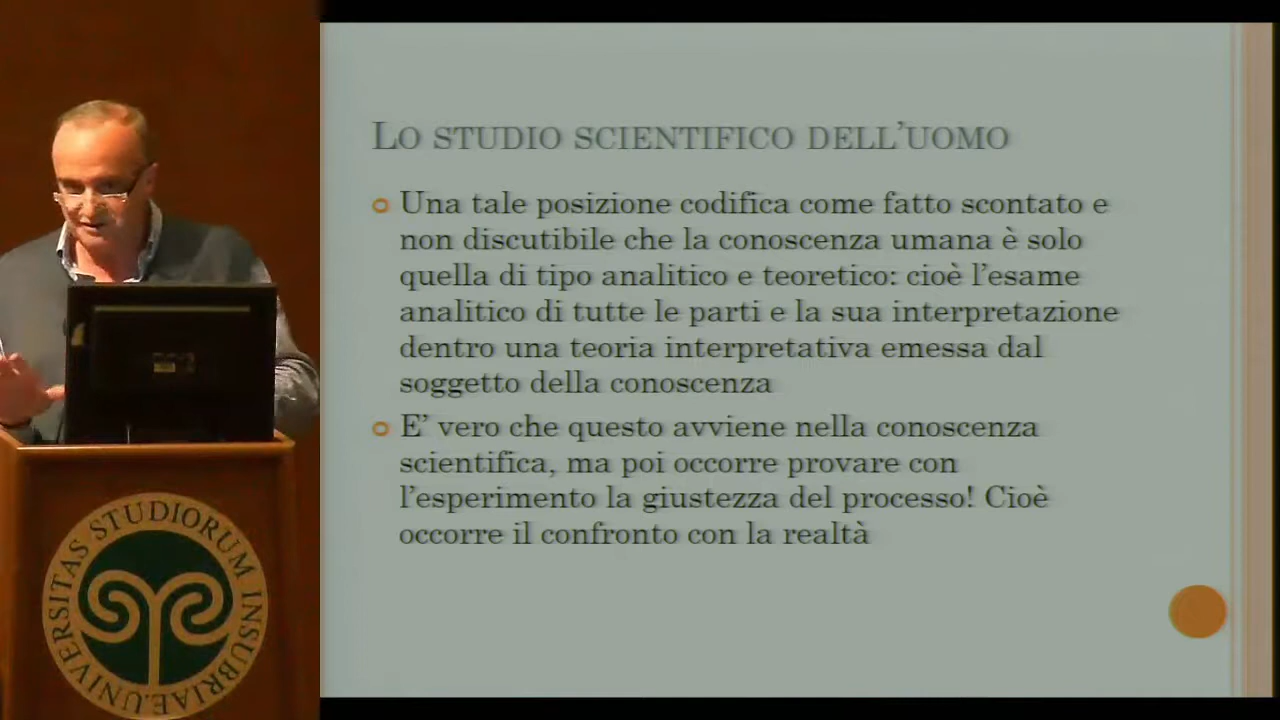 Lo studio scientifico dell'uomo
Una tale posizione codifica come fatto scontato e
non discutibile che la conoscenza umana è solo
quella di tipo analitico e teoretico: cioè l'esame
analitico di tutte le parti e la sua interpretazione
dentro una teoria interpretativa emessa dal
soggetto della conoscenza
E' vero che questo avviene nella conoscenza
scientifica, ma poi occorre provare con
l'esperimento la giustezza del processo! Cioè
occorre il confronto con la realtà
UNIVERSITAS STUDIORUM INSUBRIAE